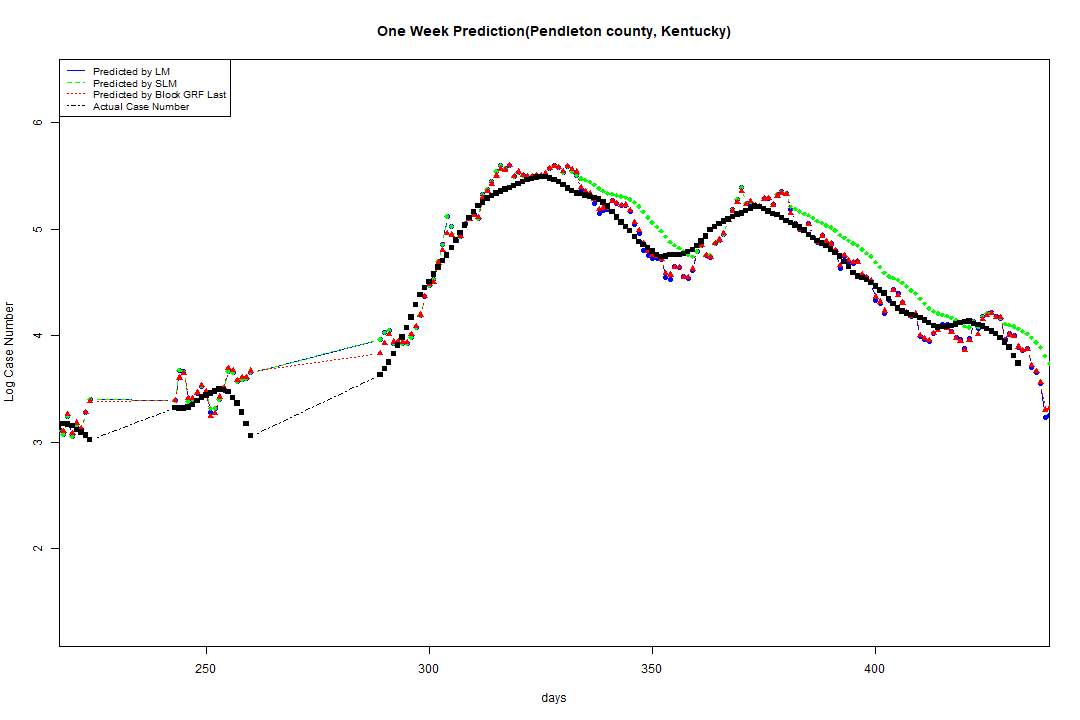 One Week Prediction(Pendleton county, Kentucky)
Predicted by LM
Predicted by SLM
Predicted by Block GRF Last
Actual Case Number
6
5
4
3
2
Log Case Number
250 300 350 400
days